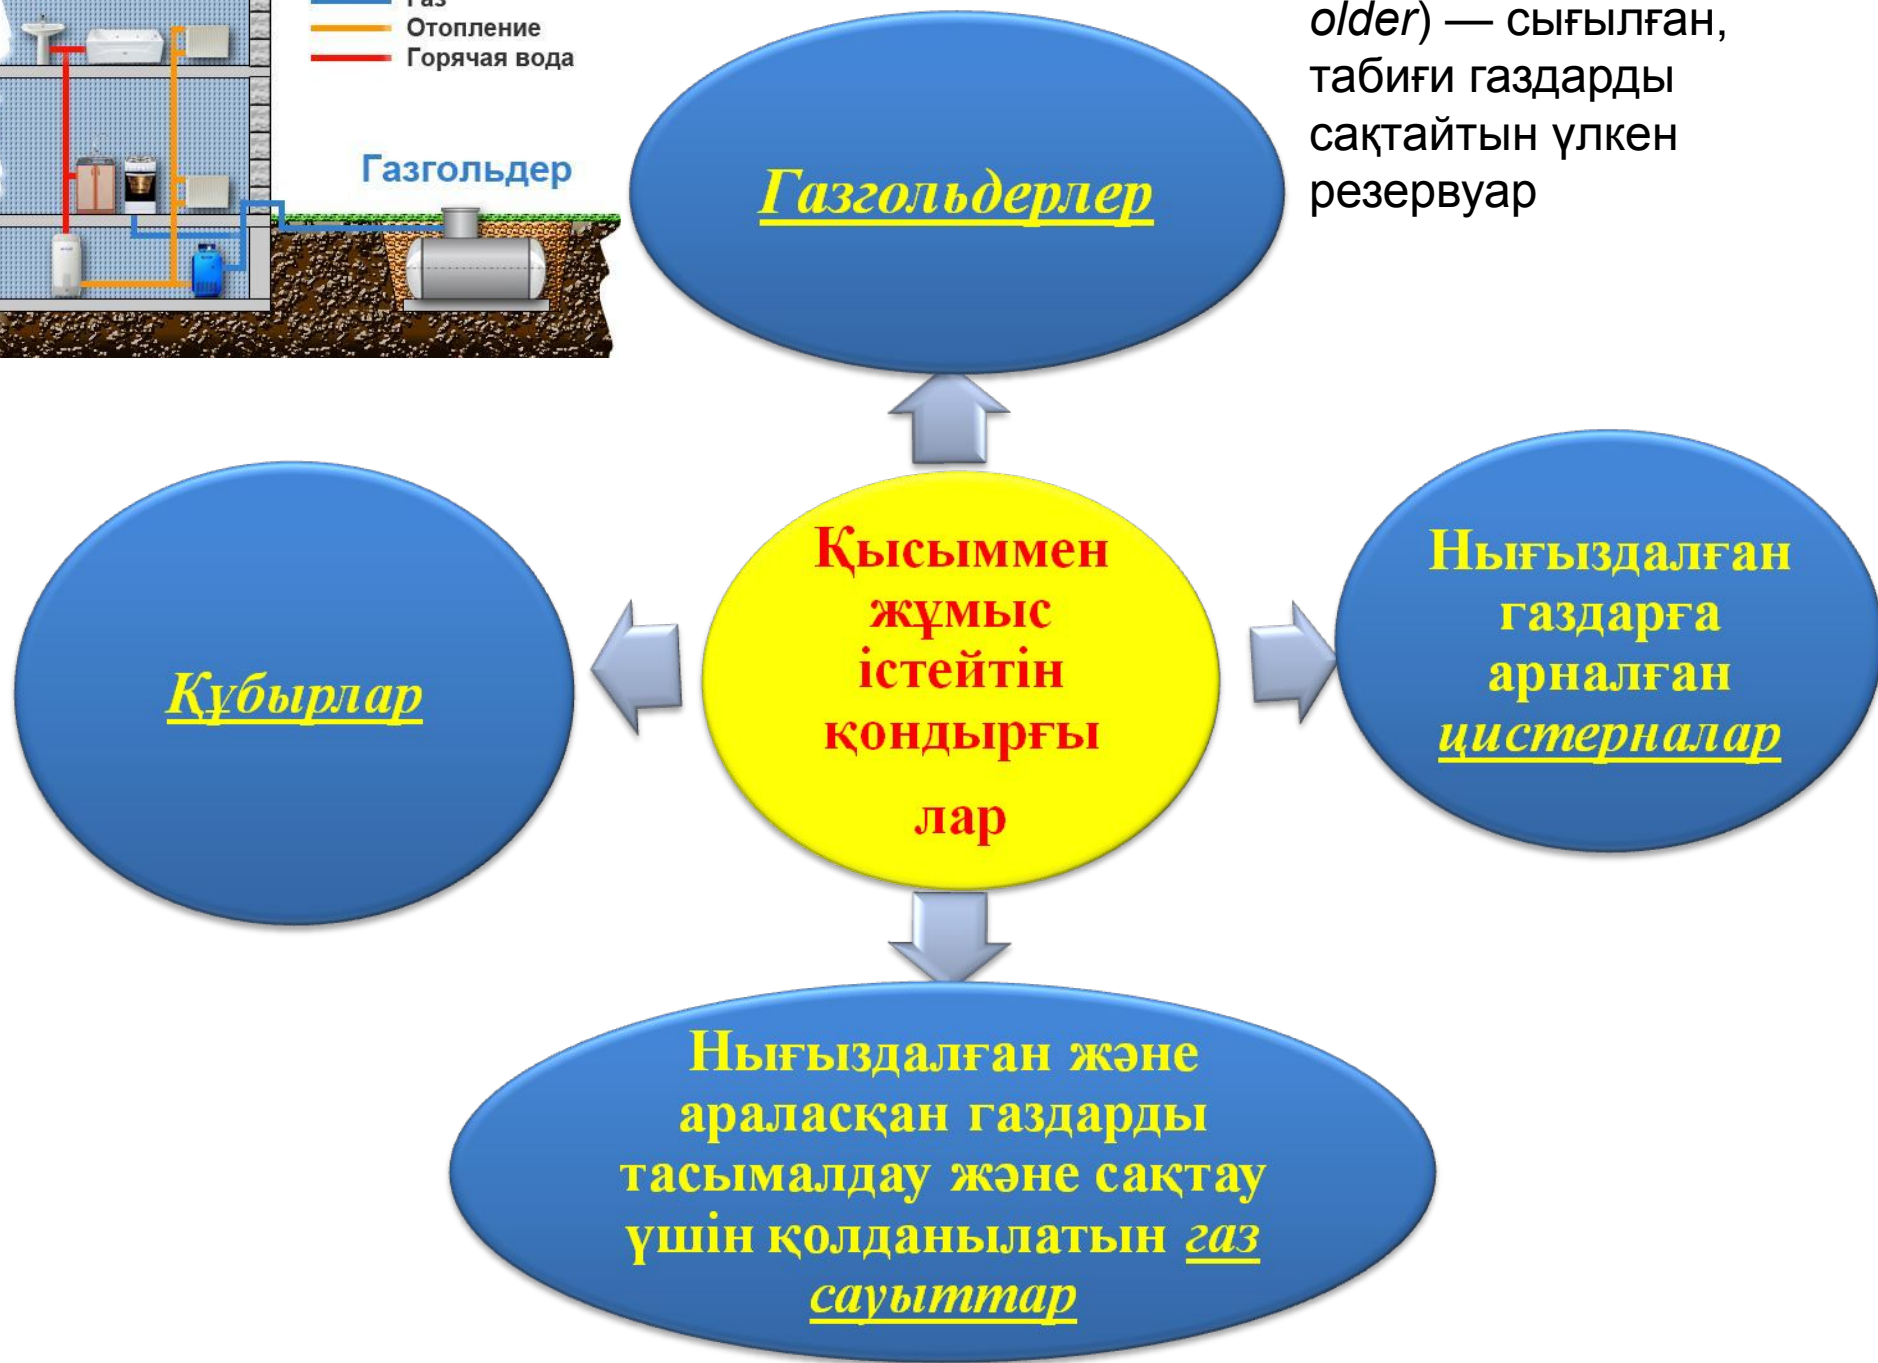 Газ
Отопление
Горячая вода
Газгольдер
older) — сығылған,
табиғи газдарды
сақтайтын үлкен
резервуар
Газгольдерлер
Құбырлар
Қысыммен
жұмыс
істейтін
қондырғы
лар
Нығыздалған
газдарға
арналған
цистерналар
Нығыздалған және
араласқан газдарды
тасымалдау және сақтау
үшін қолданылатын газ
сауыттар